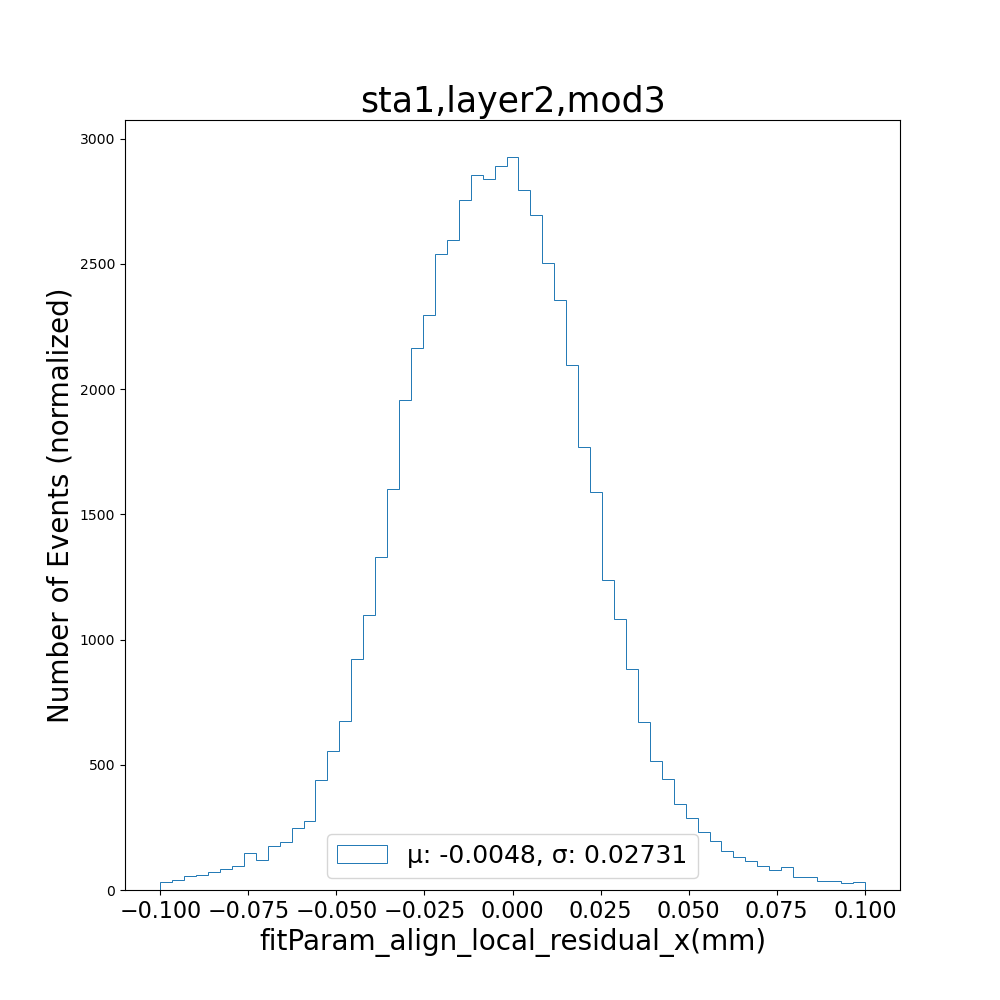 sta1,layer2,mod3
3000
2500
2000
1500
1000
500
0
Number of Events (normalized)
μ: -0.0048, σ: 0.02731
−0.100 −0.075 −0.050 −0.025 0.000 0.025 0.050 0.075 0.100
fitParam_align_local_residual_x(mm)